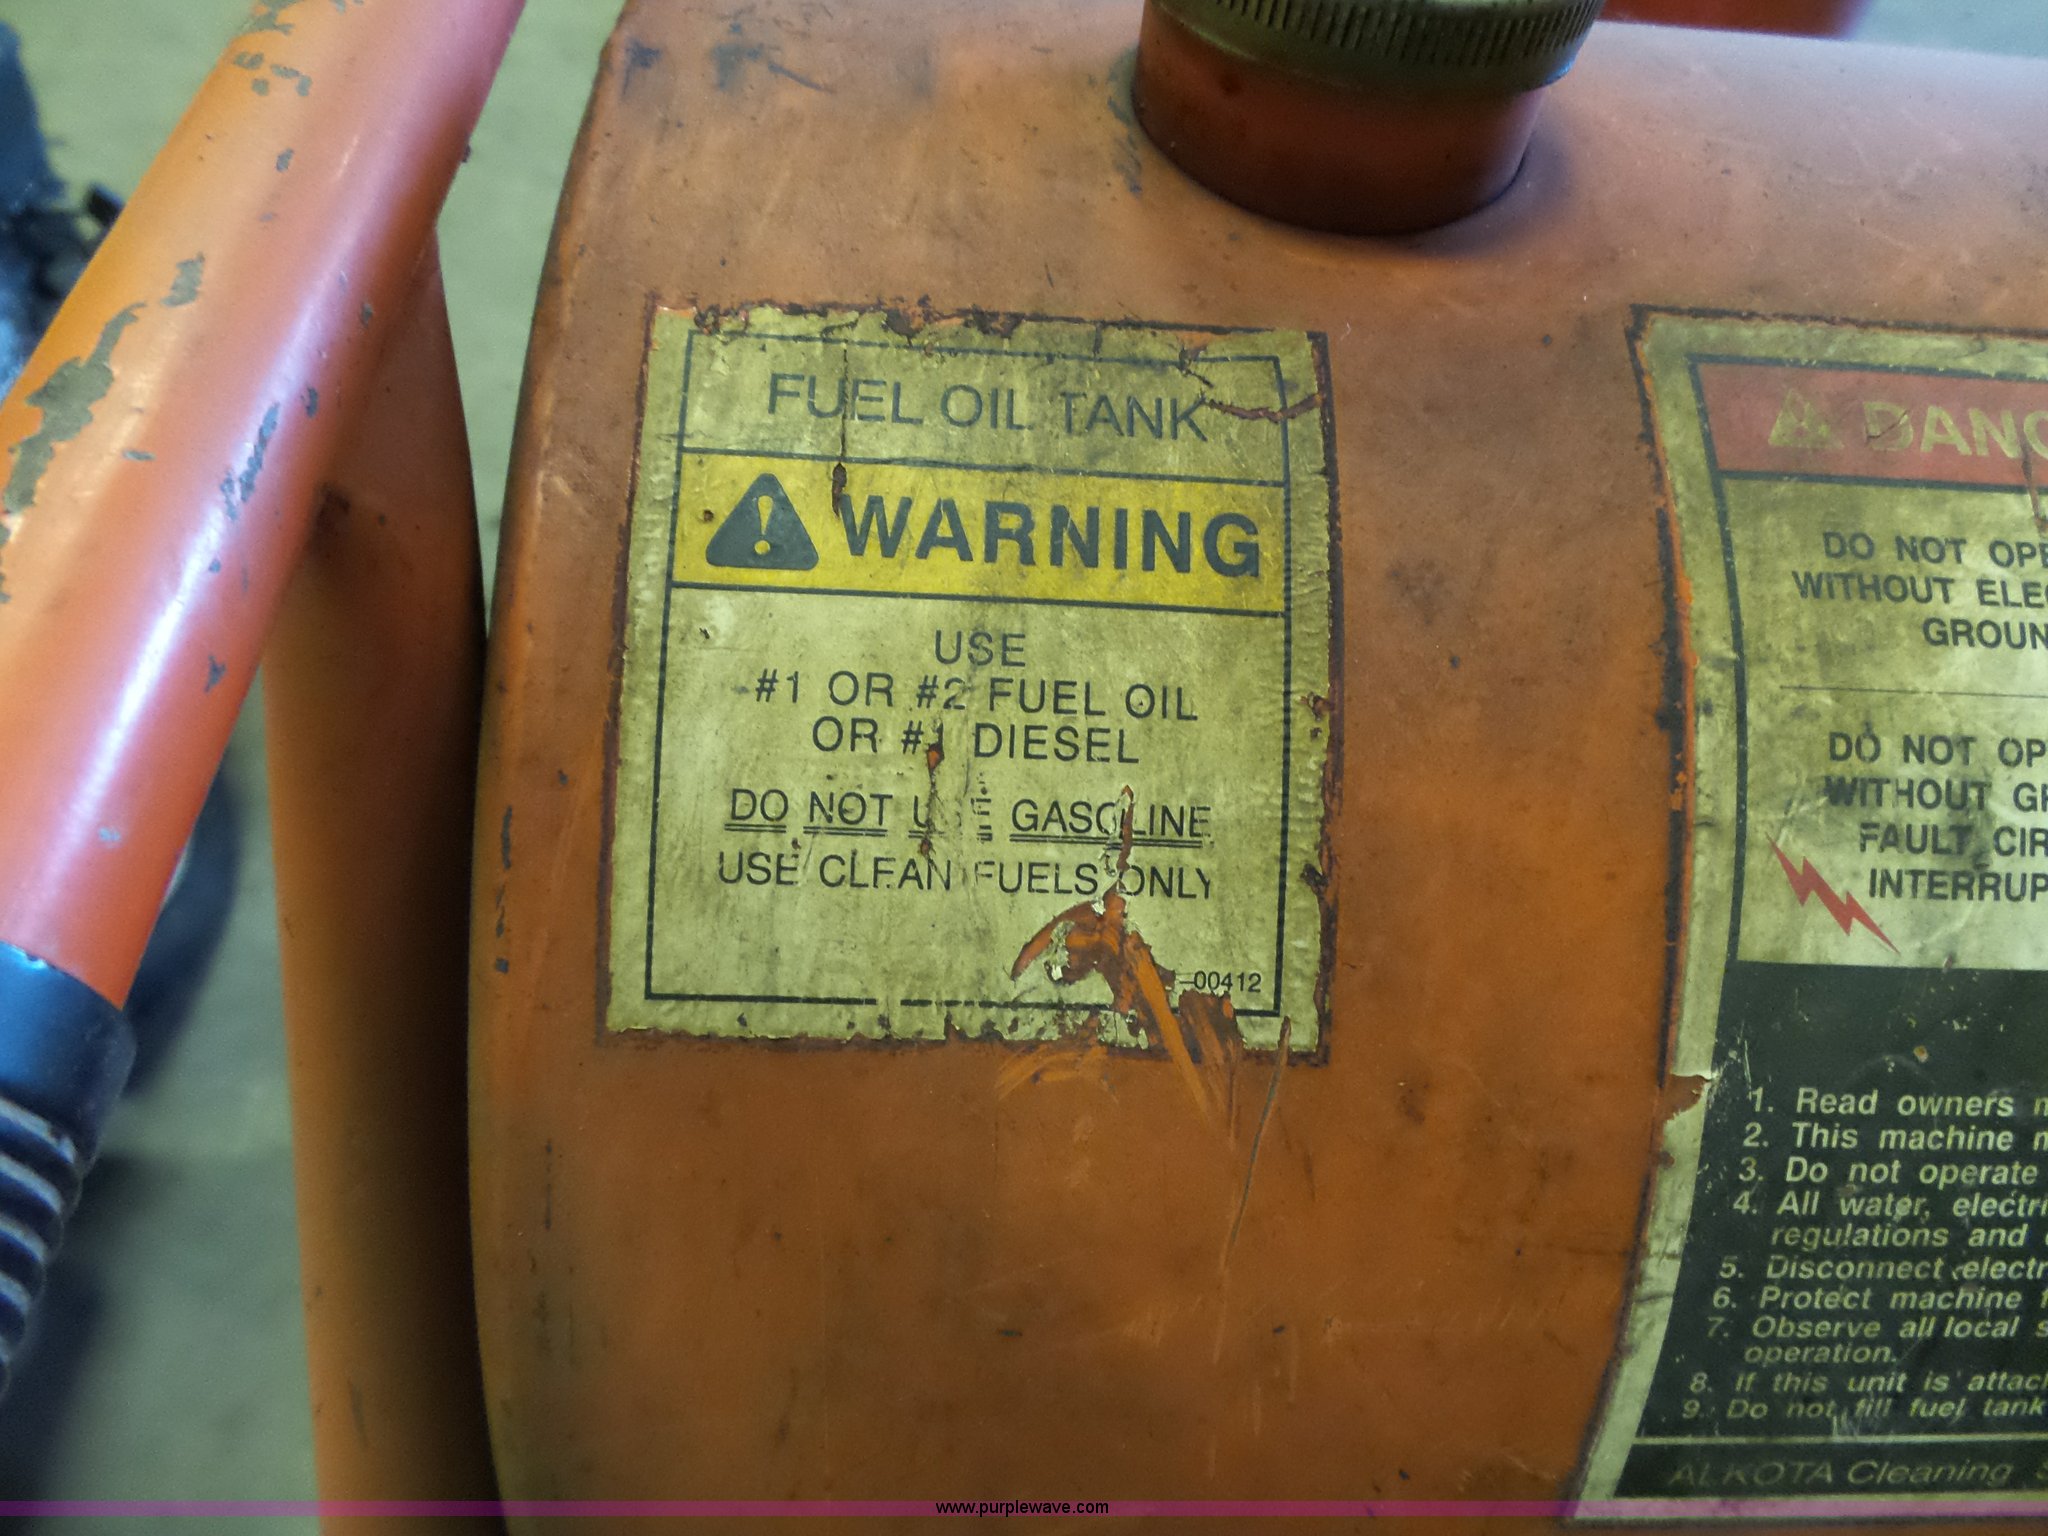 FUEL OIL TANK
WARNING
USE
#1 OR #2 FUEL OIL
OR #1 DIESEL
DO NOT USE GASOLINE
USE CLEAN FUELS ONLY
00412
DANG
DO NOT OPE
WITHOUT ELEC
GROUN
DO NOT OP
WITHOUT GR
FAULT CIR
INTERRUP
1. Read owners m
2. This machine m
3. Do not operate
4. All water, electri
regulations and
5. Disconnect electr
6. Protect machine f
7. Observe all local s
operation.
8. If this unit is attach
9. Do not fill fuel tank
ALKOTA Cleaning S
www.purplewave.com